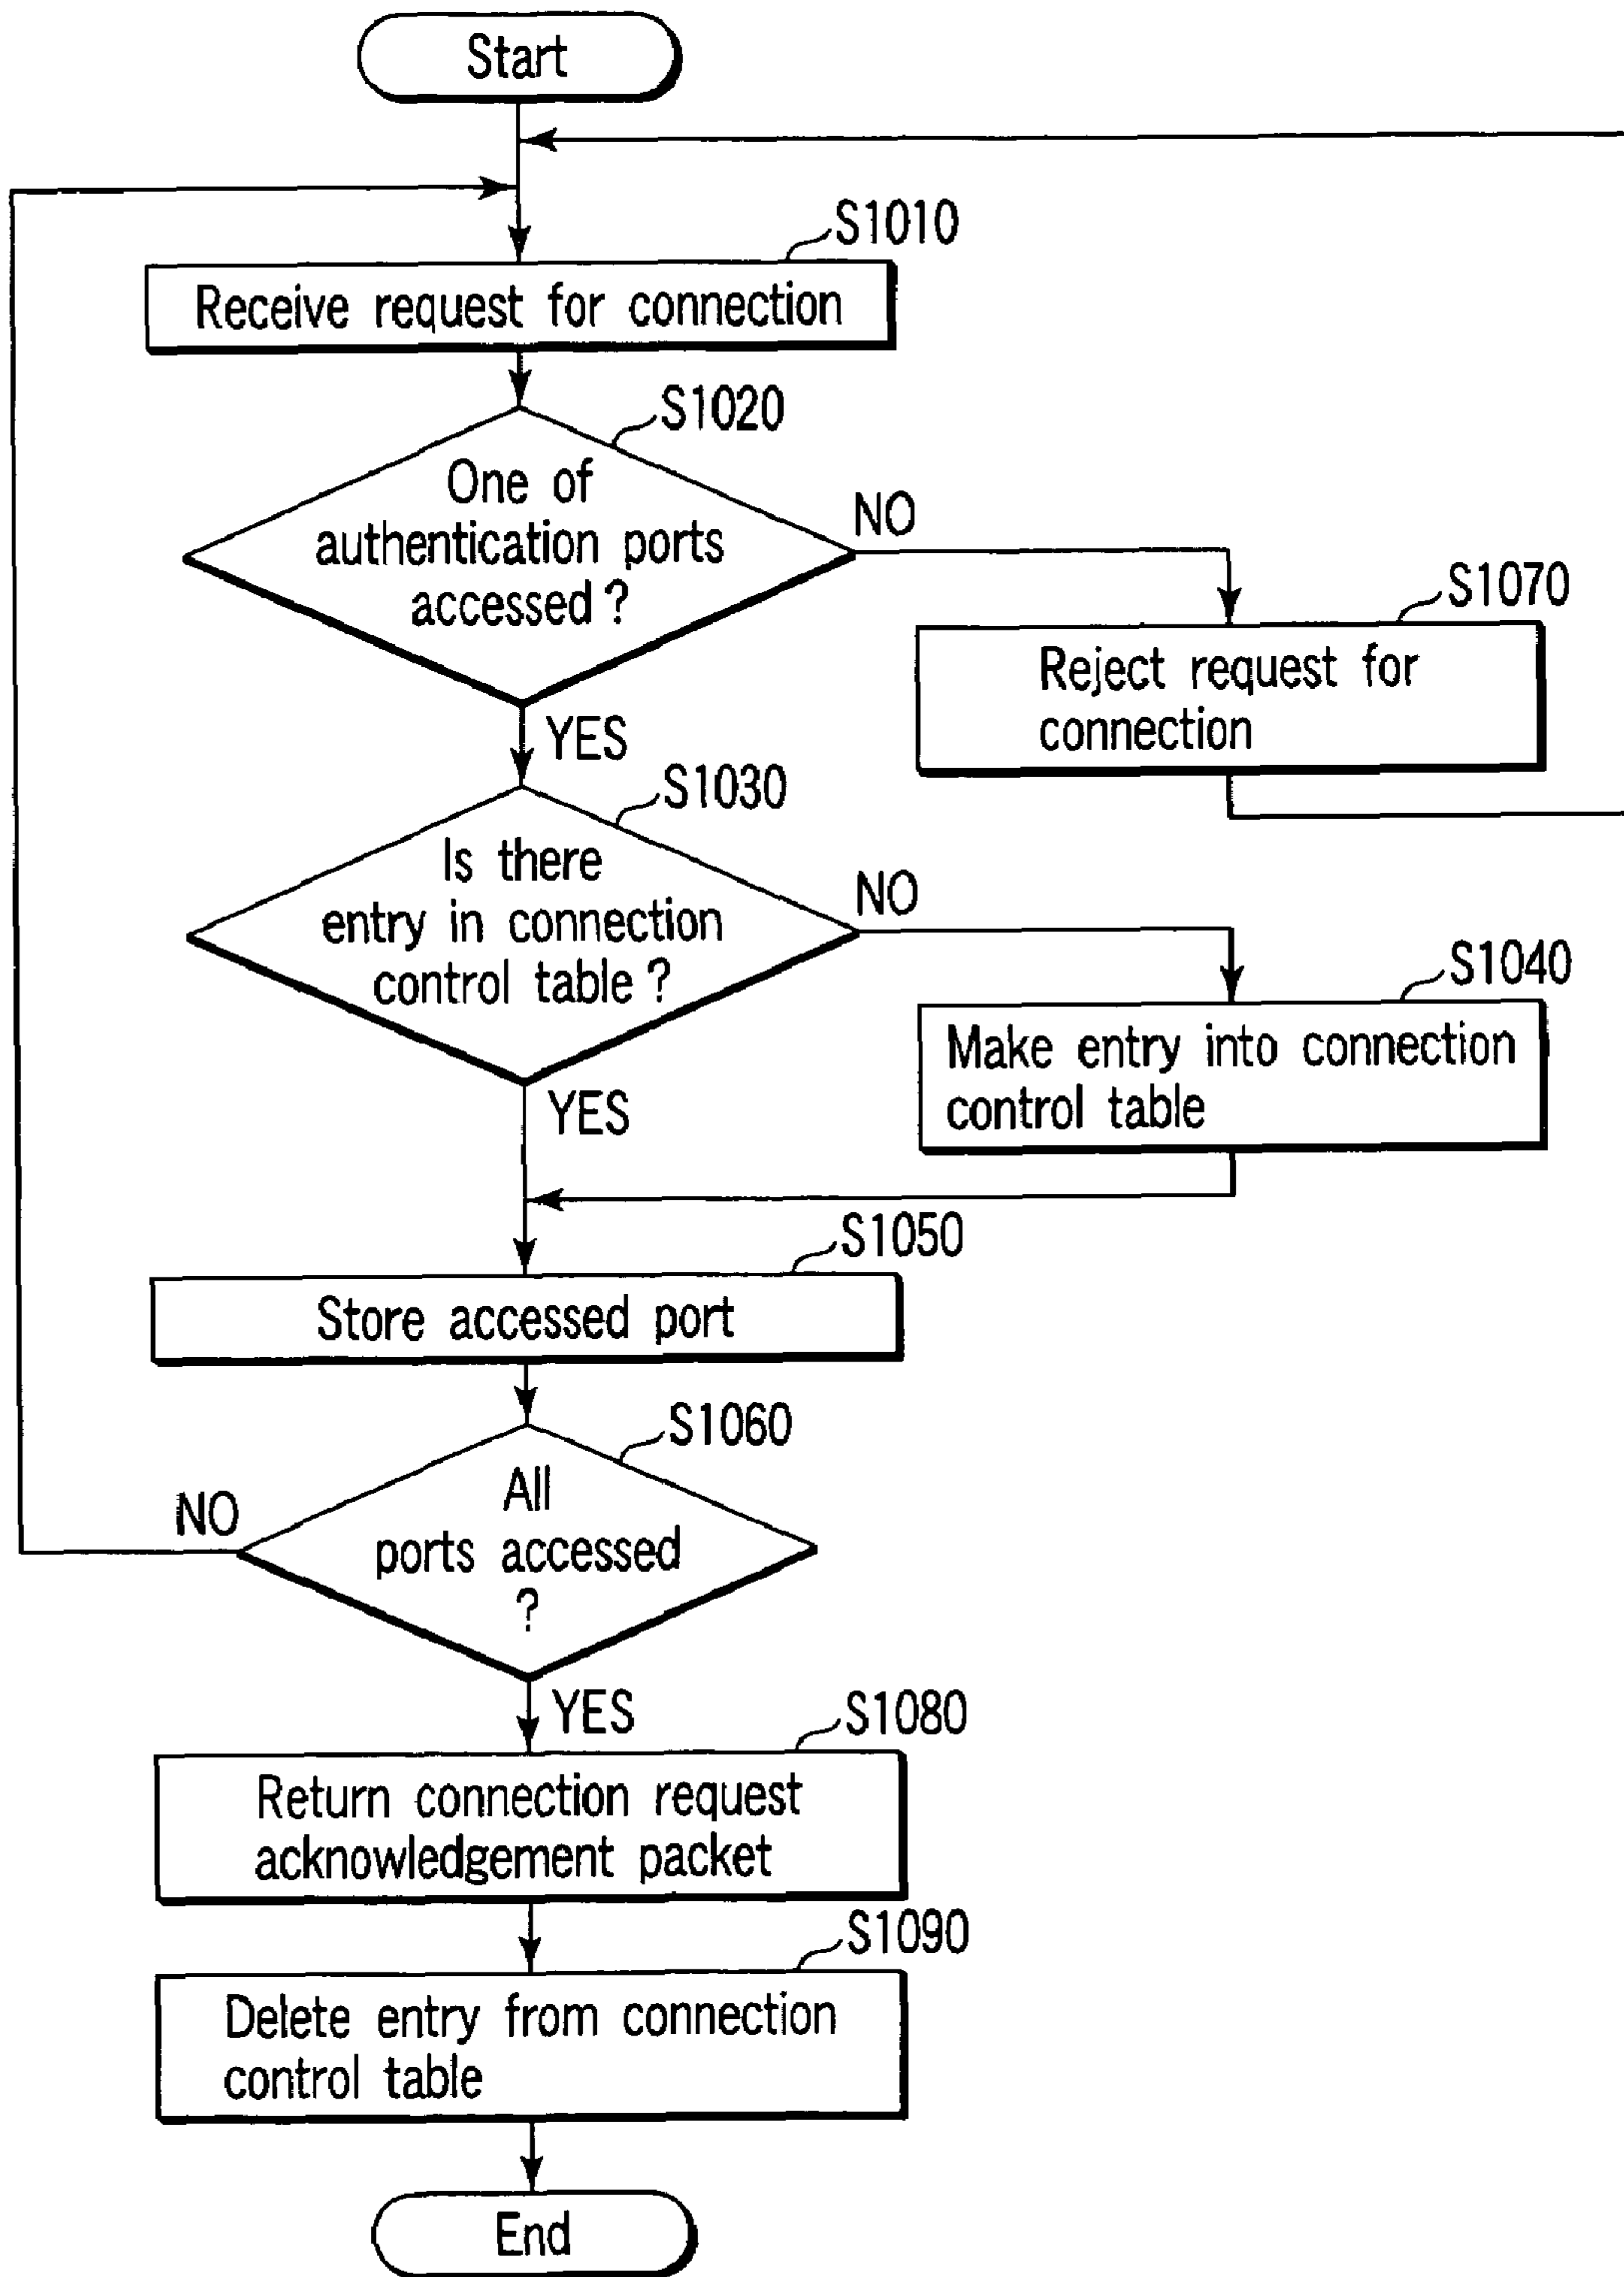 Start
S1010
Receive request for connection
S1020
One of
authentication ports
accessed ?
NO
S1070
Reject request for
connection
YES
S1030
Is there
entry in connection
control table ?
NO
S1040
Make entry into connection
control table
YES
S1050
Store accessed port
S1060
All
ports accessed
?
NO
YES
S1080
Return connection request
acknowledgement packet
S1090
Delete entry from connection
control table
End